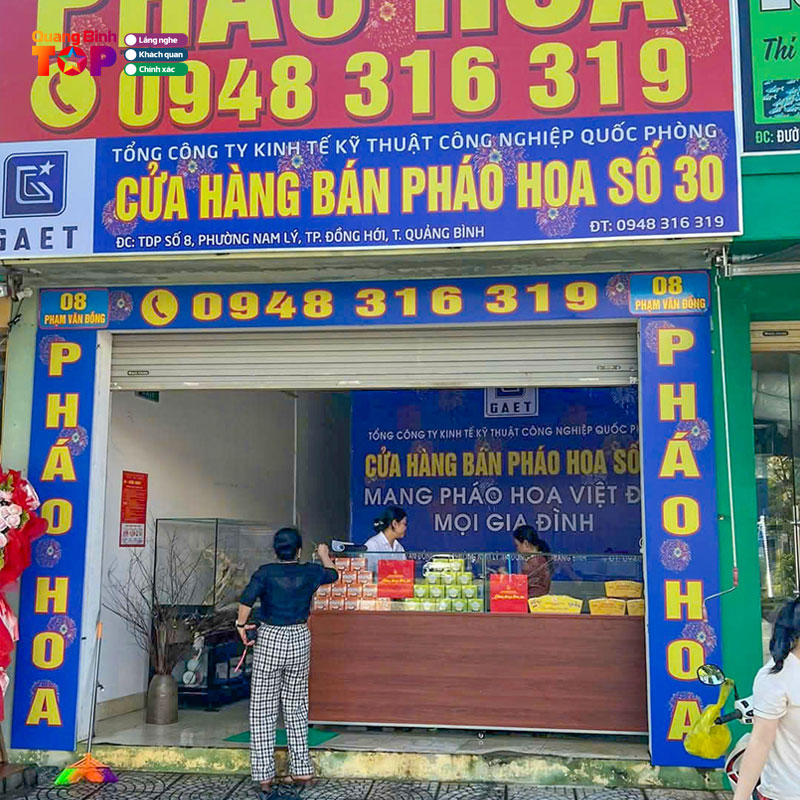 PHÁO HOA
Quang Binh
TOP
Lắng nghe
Khách quan
Chính xác
0948 316 319
TỔNG CÔNG TY KINH TẾ KỸ THUẬT CÔNG NGHIỆP QUỐC PHÒNG
CỬA HÀNG BÁN PHÁO HOA SỐ 30
GAET
ĐC: TDP SỐ 8, PHƯỜNG NAM LÝ, TP. ĐỒNG HỚI, T. QUẢNG BÌNH
ĐT: 0948 316 319
Thi
ĐC: ĐƯỜ
08
PHẠM VĂN ĐỒNG
0948 316 319
08
PHẠM VĂN ĐỒNG
PHÁO HOA
PHÁO HOA
GAET
TỔNG CÔNG TY KINH TẾ KỸ THUẬT CÔNG NGHIỆP QUỐC P
CỬA HÀNG BÁN PHÁO HOA SỐ
MANG PHÁO HOA VIỆT Đ
MỌI GIA ĐÌNH